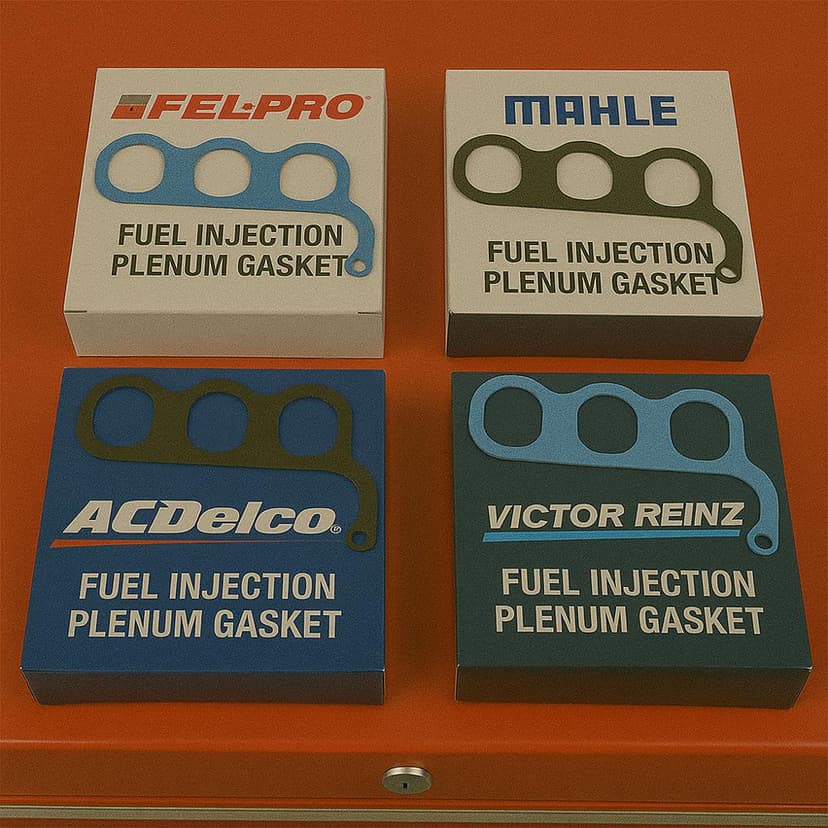 FEL-PRO®
FUEL INJECTION
PLENUM GASKET
MAHLE
FUEL INJECTION
PLENUM GASKET
ACDelco®
FUEL INJECTION
PLENUM GASKET
VICTOR REINZ
FUEL INJECTION
PLENUM GASKET